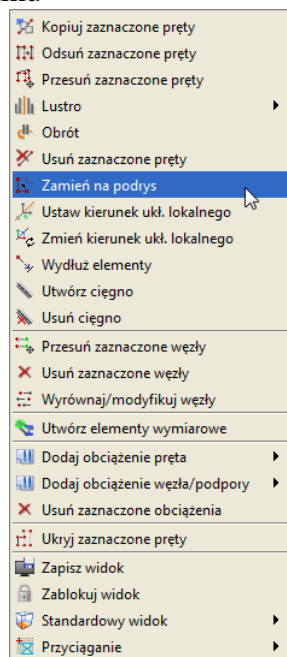 Kopiuj zaznaczone pręty
Odsuń zaznaczone pręty
Przesuń zaznaczone pręty
Lustro
Obrót
Usuń zaznaczone pręty
Zamień na podrys
Ustaw kierunek ukł. lokalnego
Zmień kierunek ukł. lokalnego
Wydłuż elementy
Utwórz cięgno
Usuń cięgno
Przesuń zaznaczone węzły
Usuń zaznaczone węzły
Wyrównaj/modyfikuj węzły
Utwórz elementy wymiarowe
Dodaj obciążenie pręta
Dodaj obciążenie węzła/podpory
Usuń zaznaczone obciążenia
Ukryj zaznaczone pręty
Zapisz widok
Zablokuj widok
Standardowy widok
Przyciąganie